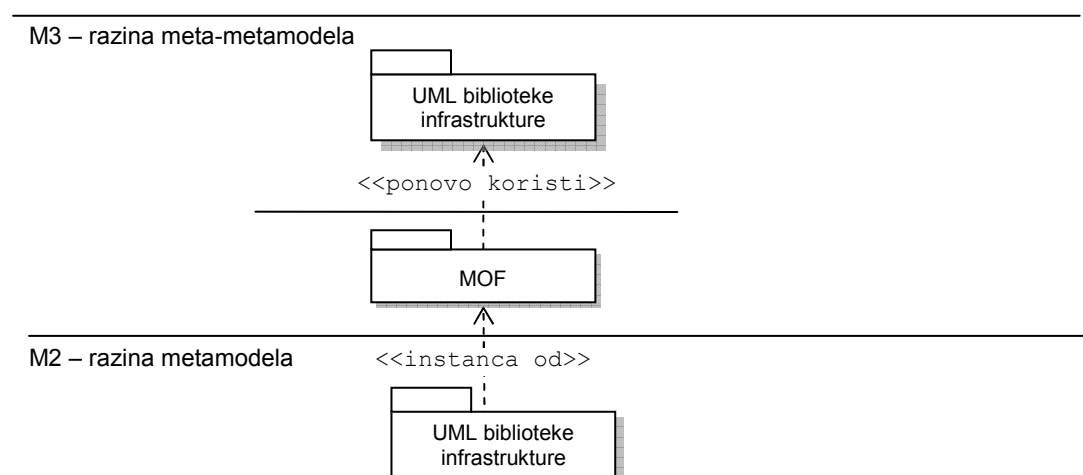 M3 – razina meta-metamodela
UML biblioteke
infrastrukture
<<ponovo koristi>>
MOF
M2 – razina metamodela
<<instanca od>>
UML biblioteke
infrastrukture